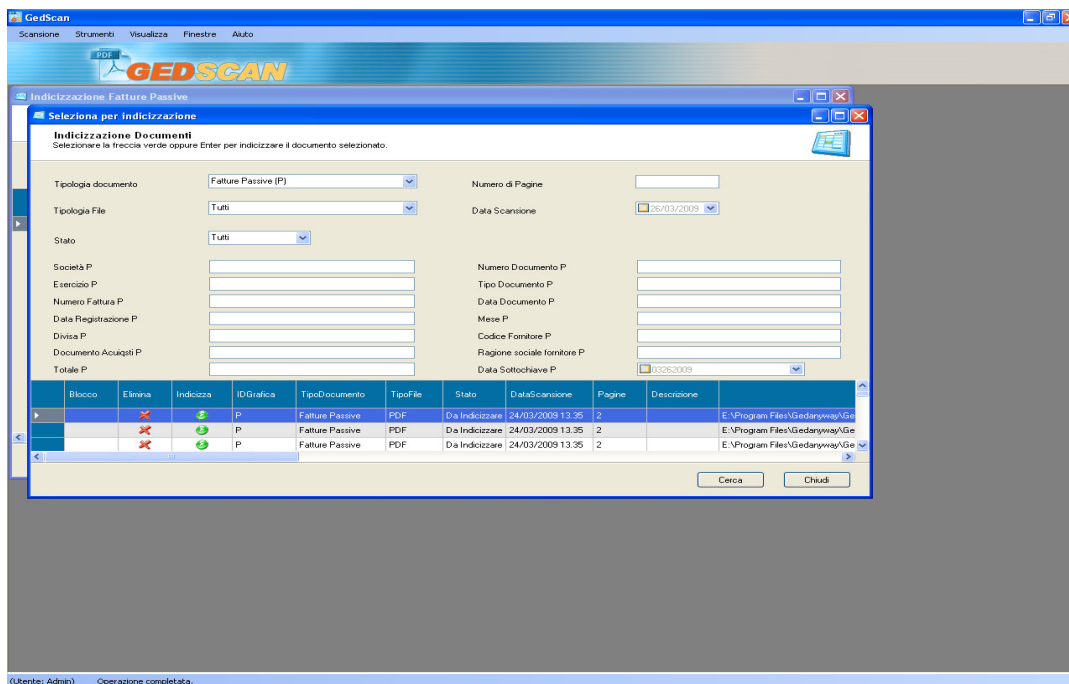 GedScan
Scansione Strumenti Visualizza Finestre Aiuto
PDF
GEDSCAN
Indicizzazione Fatture Passive
Seleziona per indicizzazione
Indicizzazione Documenti
Selezionare la freccia verde oppure Enter per indicizzare il documento selezionato.
Tipologia documento Fatture Passive (P) Numero di Pagine
Tipologia File Tutti Data Scansione 26/03/2009
Stato Tutti
Società P Numero Documento P
Esercizio P Tipo Documento P
Numero Fattura P Data Documento P
Data Registrazione P Mese P
Divisa P Codice Fornitore P
Documento Acuiqsti P Ragione sociale fornitore P
Totale P Data Sottochiave P 03262009
Blocco Elimina Indicizza IDGrafica TipoDocumento TipoFile Stato DataScansione Pagine Descrizione
P Fatture Passive PDF Da Indicizzare 24/03/2009 13.35 2 E:\Program Files\Gedanyway\Ge
P Fatture Passive PDF Da Indicizzare 24/03/2009 13.35 2 E:\Program Files\Gedanyway\Ge
P Fatture Passive PDF Da Indicizzare 24/03/2009 13.35 2 E:\Program Files\Gedanyway\Ge
Cerca Chiudi
(Utente: Admin) Operazione completata.